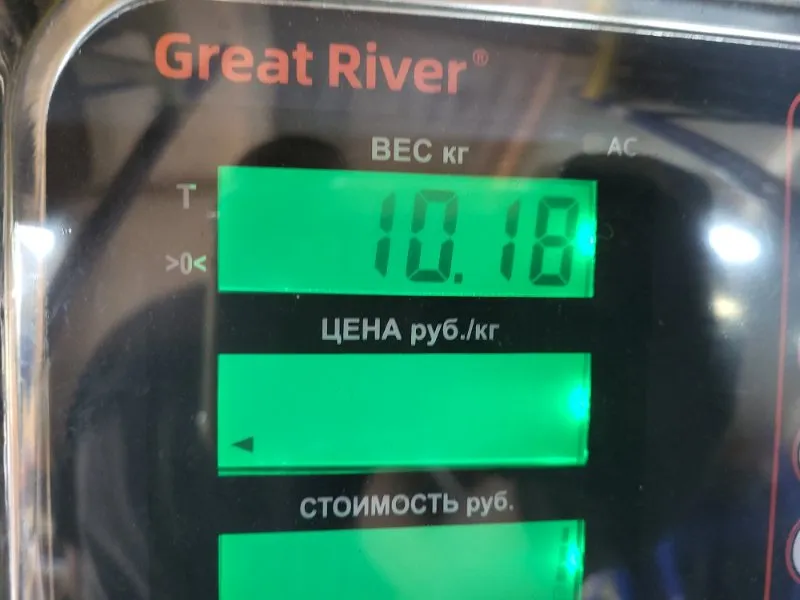 Great River®
ВЕС кг
AC
T
10.18
>0<
ЦЕНА руб./кг
СТОИМОСТЬ руб.